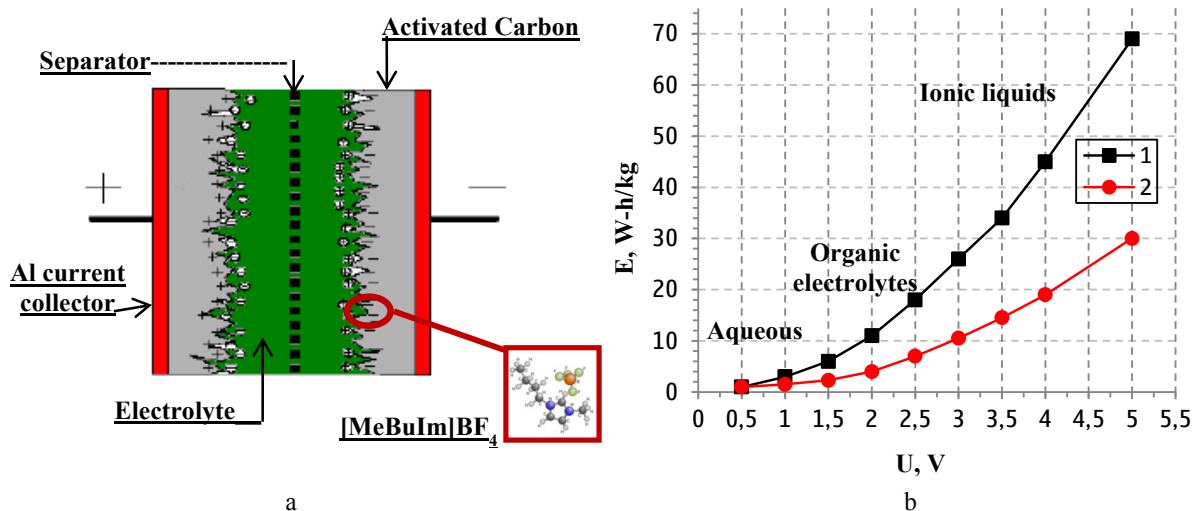 Activated Carbon
Separator-----------------
+
—
Al current
collector
Electrolyte
[MeBuIm]BF4
a
E, W-h/kg
70
60
50
40
30
20
10
0
Ionic liquids
Organic
electrolytes
Aqueous
1
2
0 0,5 1 1,5 2 2,5 3 3,5 4 4,5 5 5,5
U, V
b